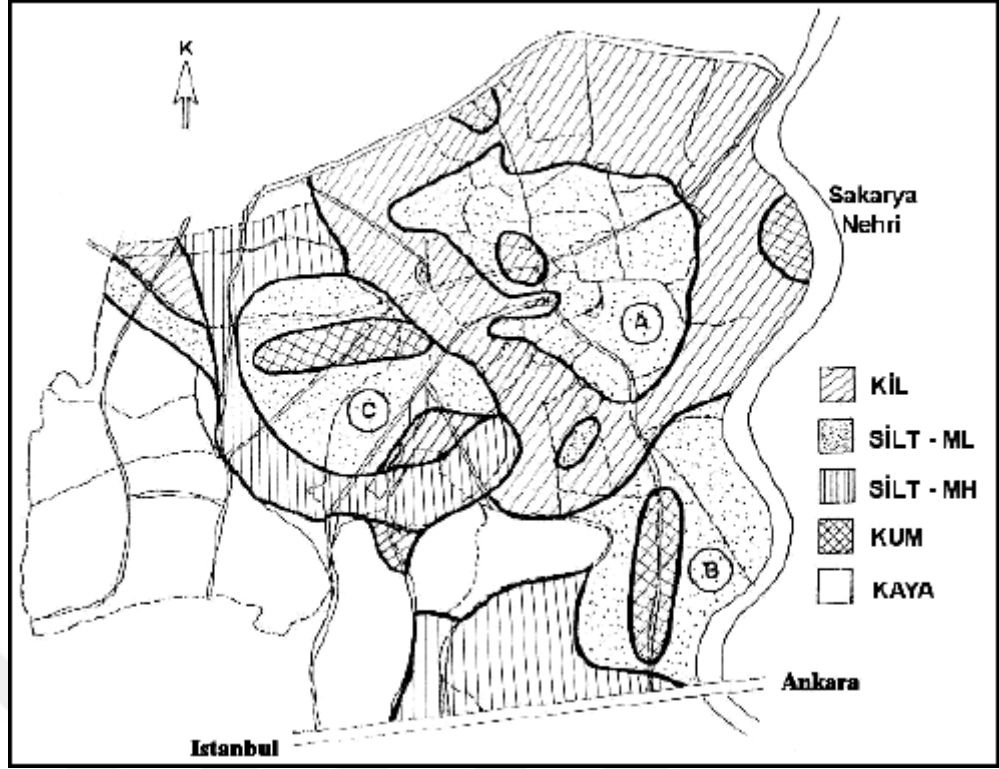 K
Sakarya
Nehri
A
KİL
SİLT - ML
C
SİLT - MH
KUM
B
KAYA
Ankara
Istanbul